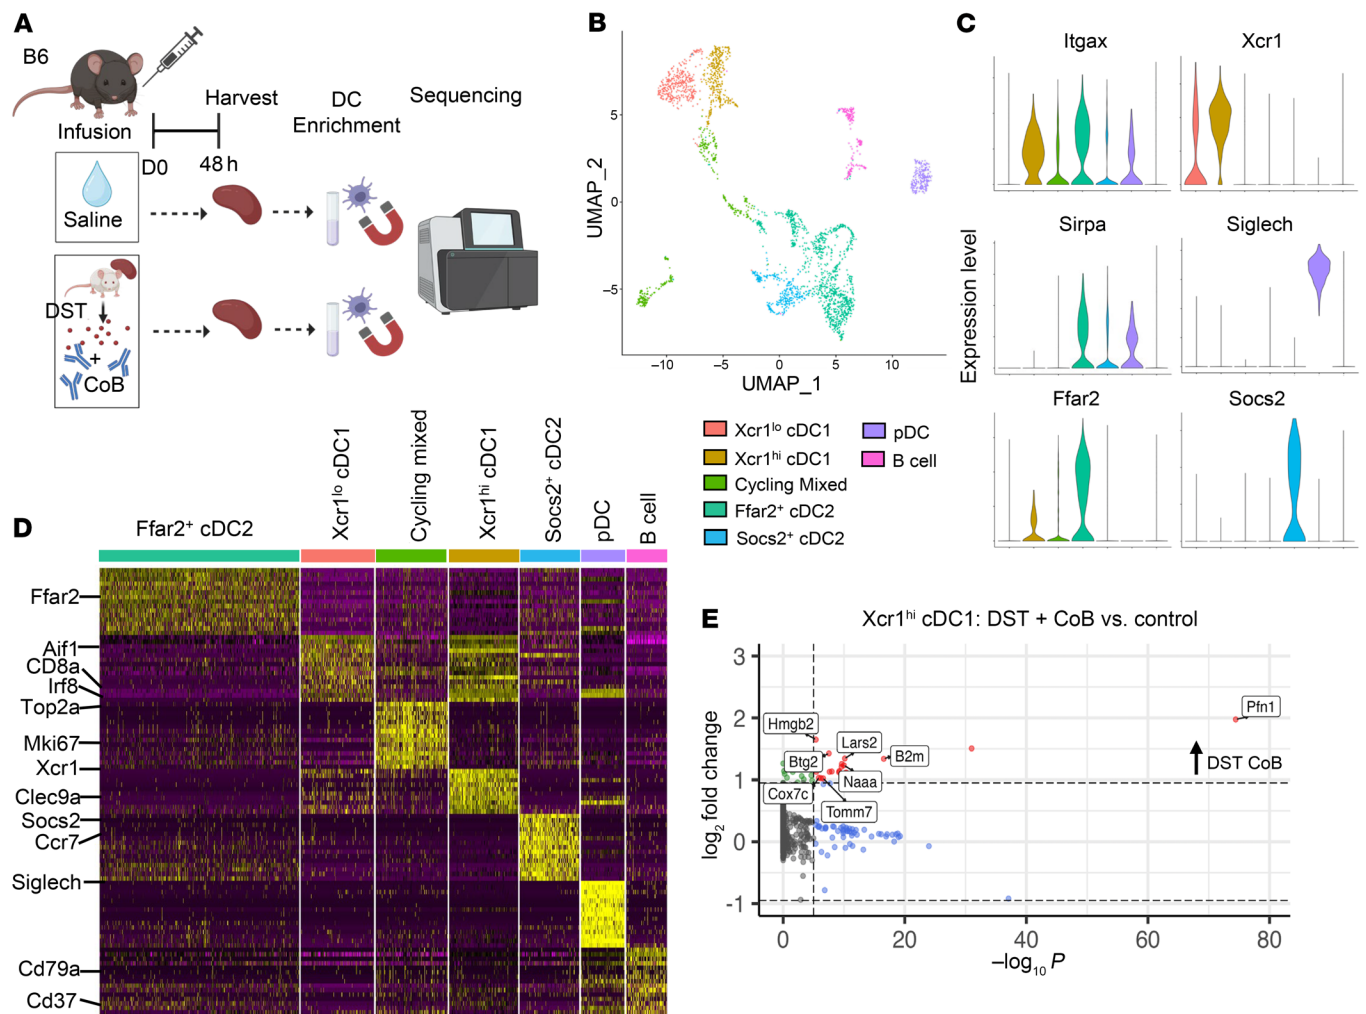 A
B6
Infusion
D0
48 h
Harvest
DC
Enrichment
Sequencing
Saline
DST
+
CoB
B
UMAP_2
5
0
−5
−10
−5
0
5
10
UMAP_1
Xcr1lo cDC1
Xcr1hi cDC1
Cycling Mixed
Ffar2+ cDC2
Socs2+ cDC2
pDC
B cell
C
Itgax
Xcr1
Sirpa
Siglech
Ffar2
Socs2
Expression level
D
Ffar2+ cDC2
Xcr1lo cDC1
Cycling mixed
Xcr1hi cDC1
Socs2+ cDC2
pDC
B cell
Ffar2
Aif1
CD8a
Irf8
Top2a
Mki67
Xcr1
Clec9a
Socs2
Ccr7
Siglech
Cd79a
Cd37
E
Xcr1hi cDC1: DST + CoB vs. control
log2 fold change
3
2
1
0
-1
Hmgb2
Btg2
Cox7c
Lars2
B2m
Naaa
Tomm7
Pfn1
DST CoB
0
20
40
60
80
–log10 P